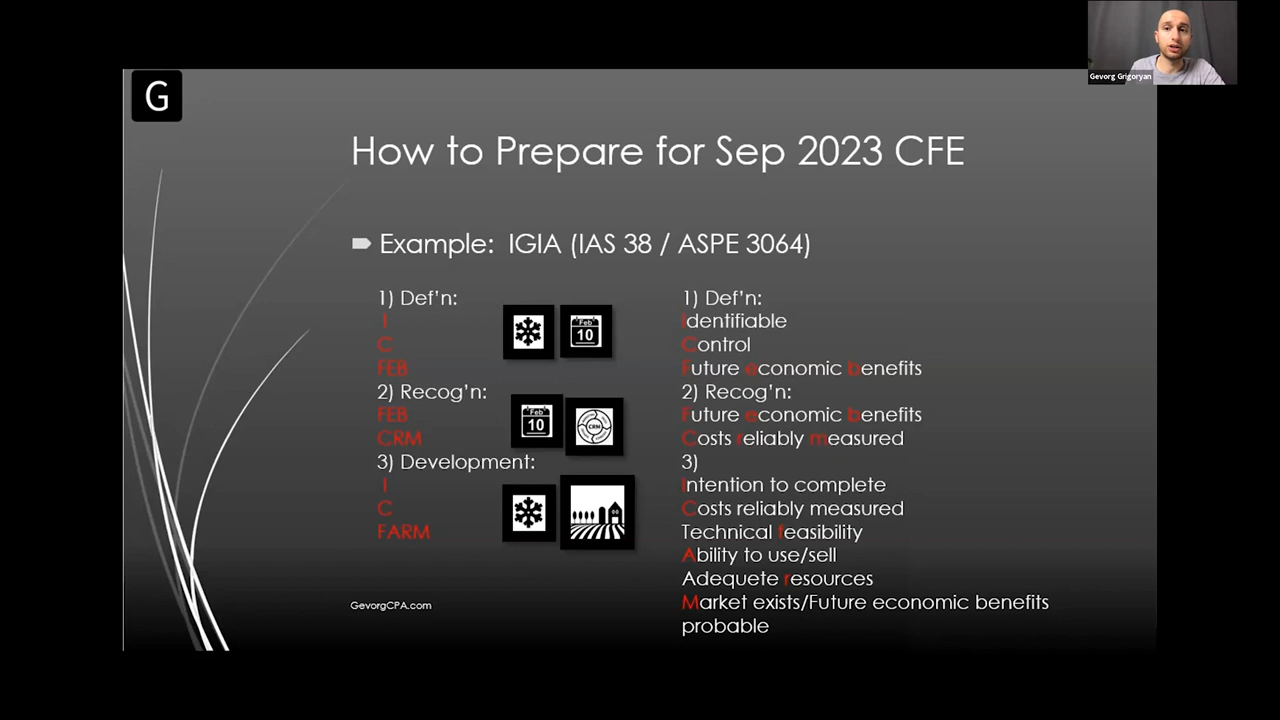 G
Gevorg Grigoryan
How to Prepare for Sep 2023 CFE
Example: IGIA (IAS 38 / ASPE 3064)
1) Def'n:
I
C
FEB
2) Recog'n:
FEB
CRM
3) Development:
I
C
FARM
Feb
10
Feb
10
CRM
1) Def'n:
Identifiable
Control
Future economic benefits
2) Recog'n:
Future economic benefits
Costs reliably measured
3)
Intention to complete
Costs reliably measured
Technical feasibility
Ability to use/sell
Adequete resources
Market exists/Future economic benefits
probable
GevorgCPA.com